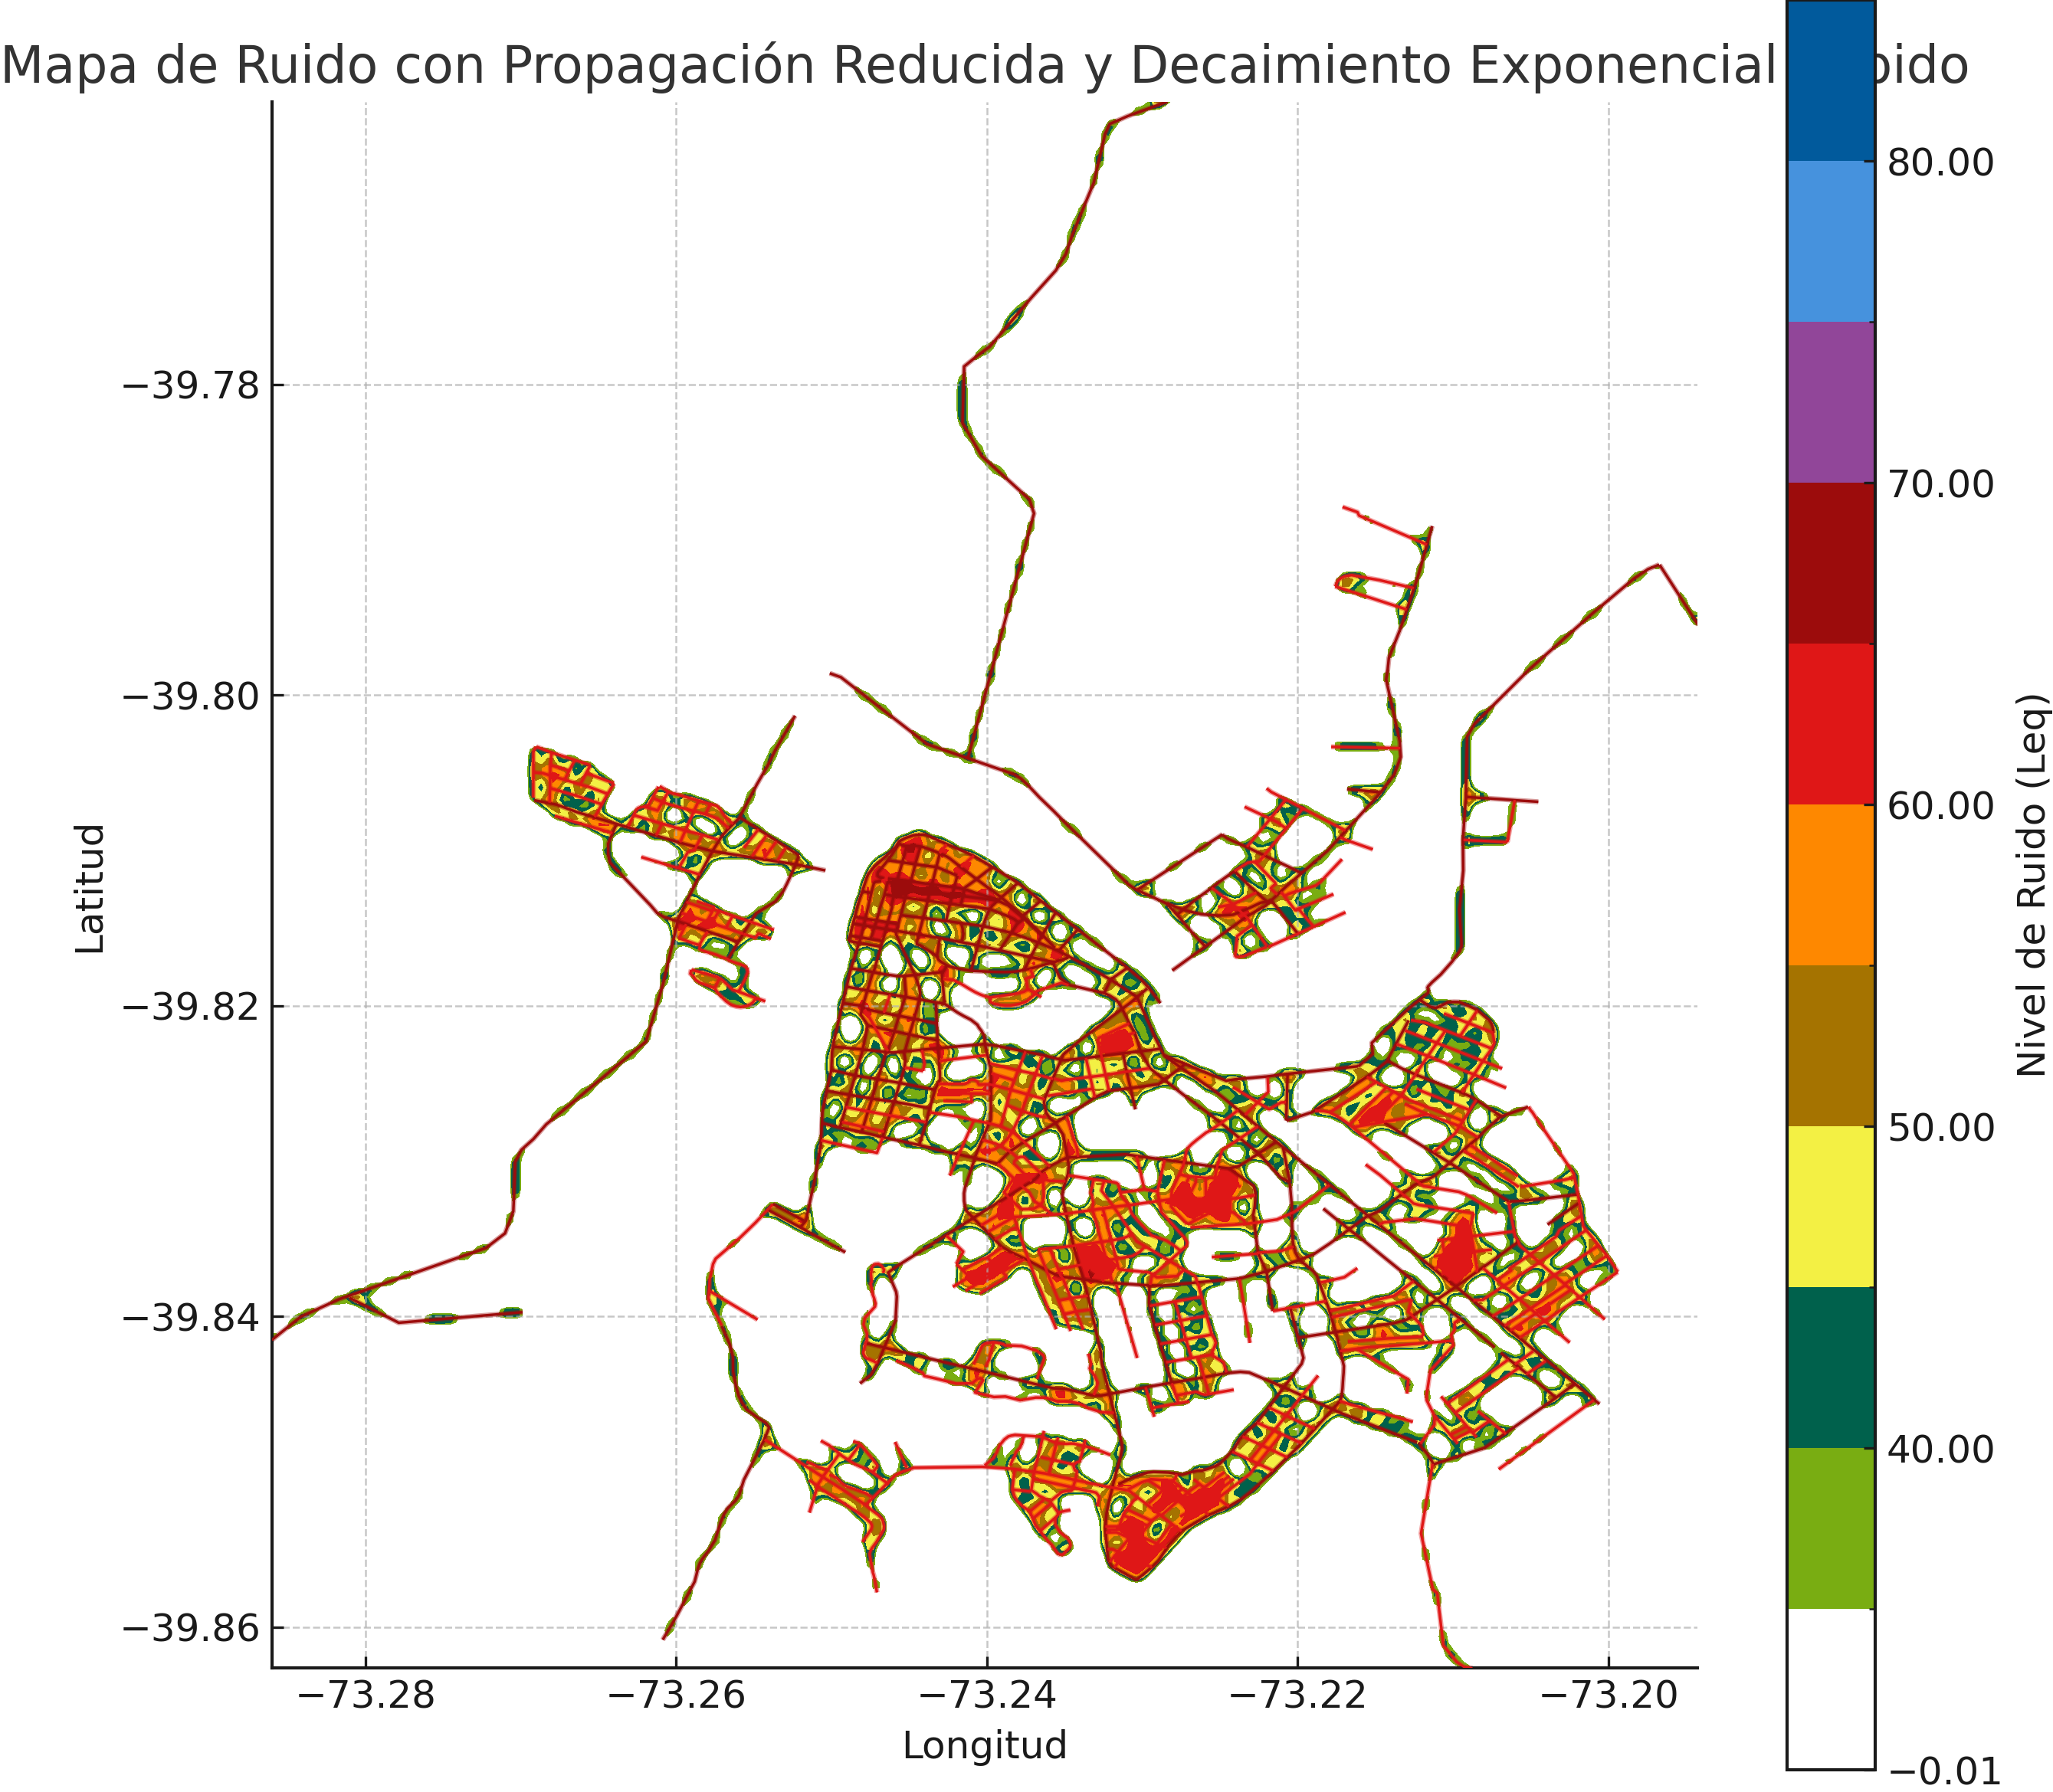 Mapa de Ruido con Propagación Reducida y Decaimiento Exponencial pido
80.00
70.00
60.00
50.00
40.00
−0.01
Nivel de Ruido (Leq)
−39.78
−39.80
−39.82
−39.84
−39.86
Latitud
−73.28 −73.26 −73.24 −73.22 −73.20
Longitud